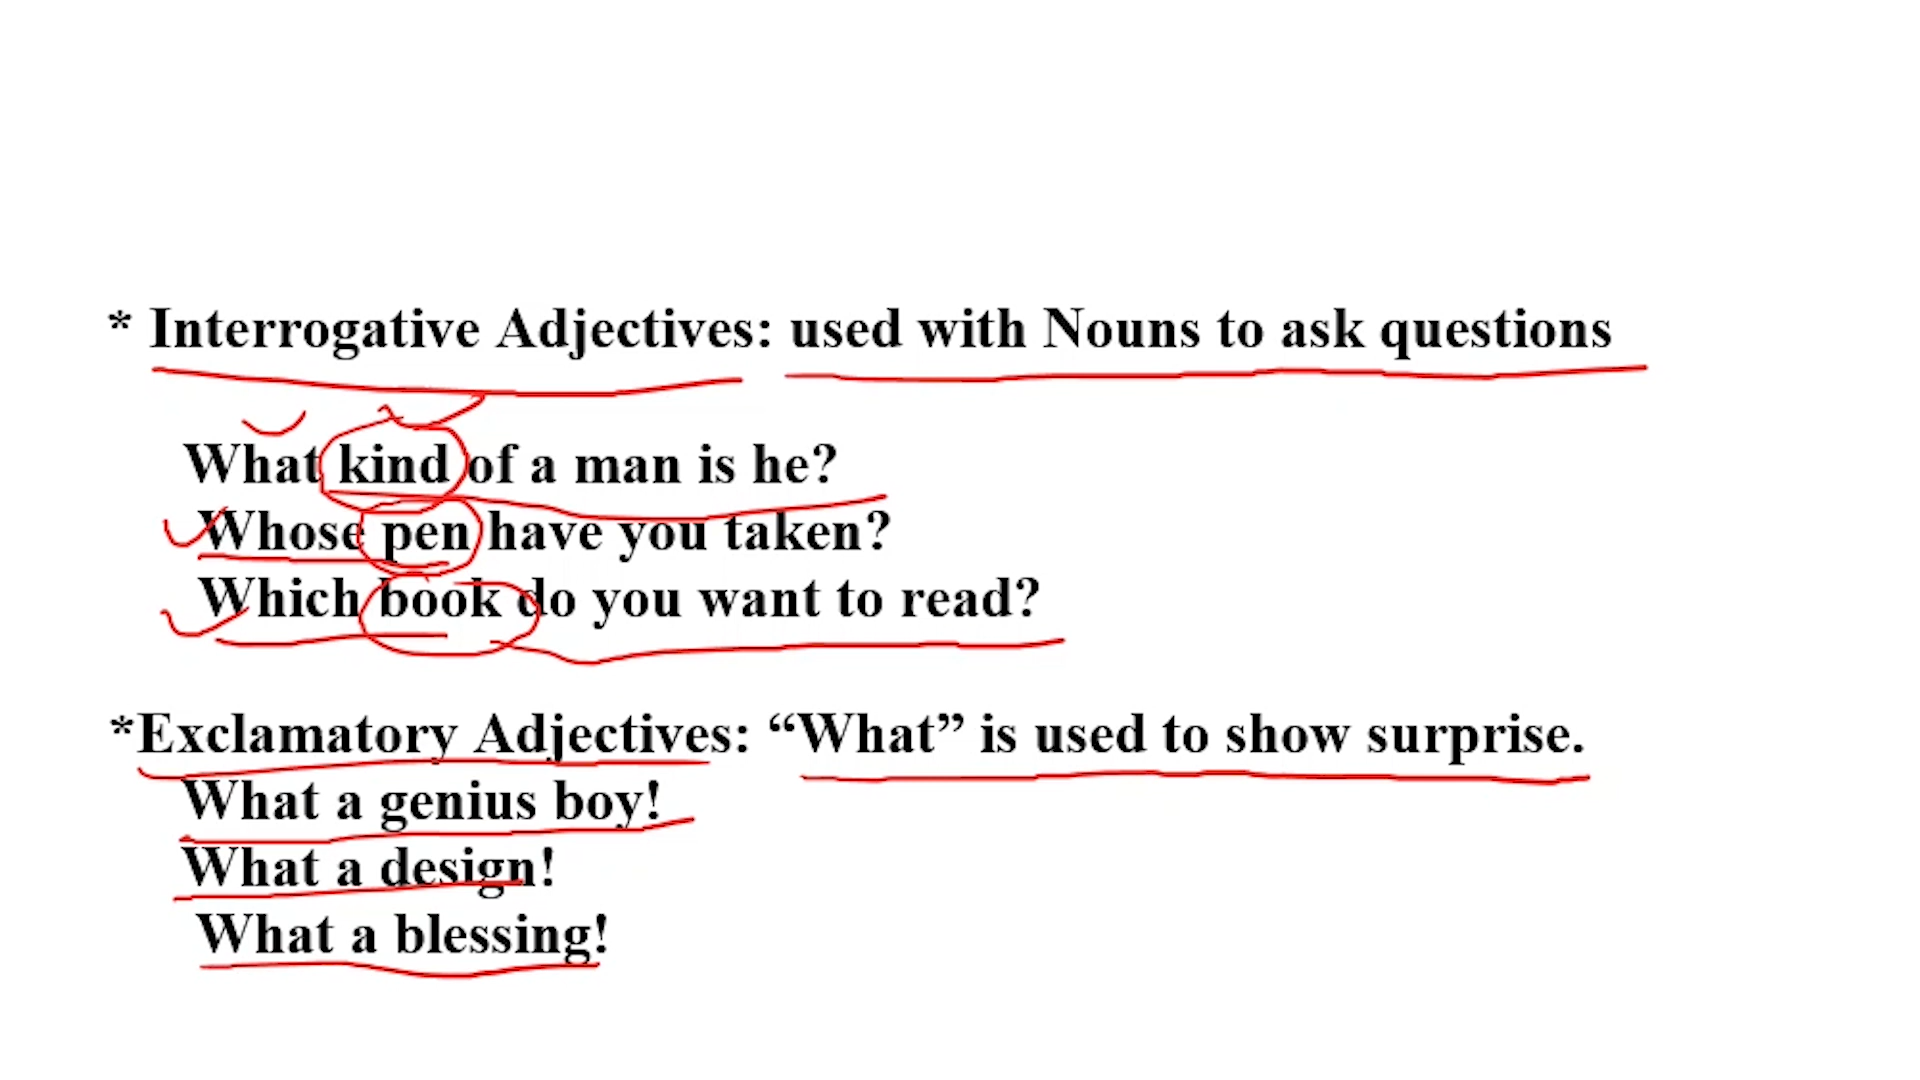 * Interrogative Adjectives: used with Nouns to ask questions
What kind of a man is he?
Whose pen have you taken?
Which book do you want to read?
*Exclamatory Adjectives: “What” is used to show surprise.
What a genius boy!
What a design!
What a blessing!